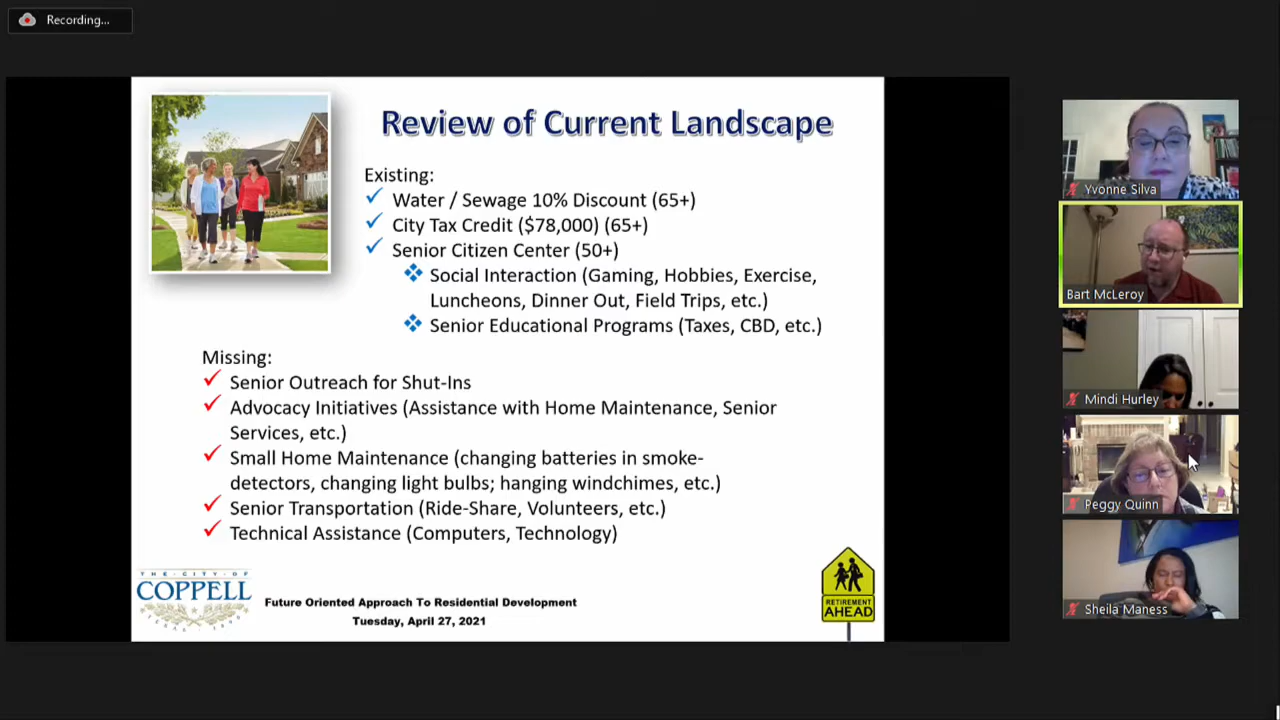 Recording...
Review of Current Landscape
Existing:
Water / Sewage 10% Discount (65+)
City Tax Credit ($78,000) (65+)
Senior Citizen Center (50+)
Social Interaction (Gaming, Hobbies, Exercise,
Luncheons, Dinner Out, Field Trips, etc.)
Senior Educational Programs (Taxes, CBD, etc.)
Missing:
Senior Outreach for Shut-Ins
Advocacy Initiatives (Assistance with Home Maintenance, Senior
Services, etc.)
Small Home Maintenance (changing batteries in smoke-
detectors, changing light bulbs; hanging windchimes, etc.)
Senior Transportation (Ride-Share, Volunteers, etc.)
Technical Assistance (Computers, Technology)
THE CITY OF
COPPELL
Future Oriented Approach To Residential Development
Tuesday, April 27, 2021
RETIREMENT
AHEAD
Yvonne Silva
Bart McLeroy
Mindi Hurley
Peggy Quinn
Sheila Maness